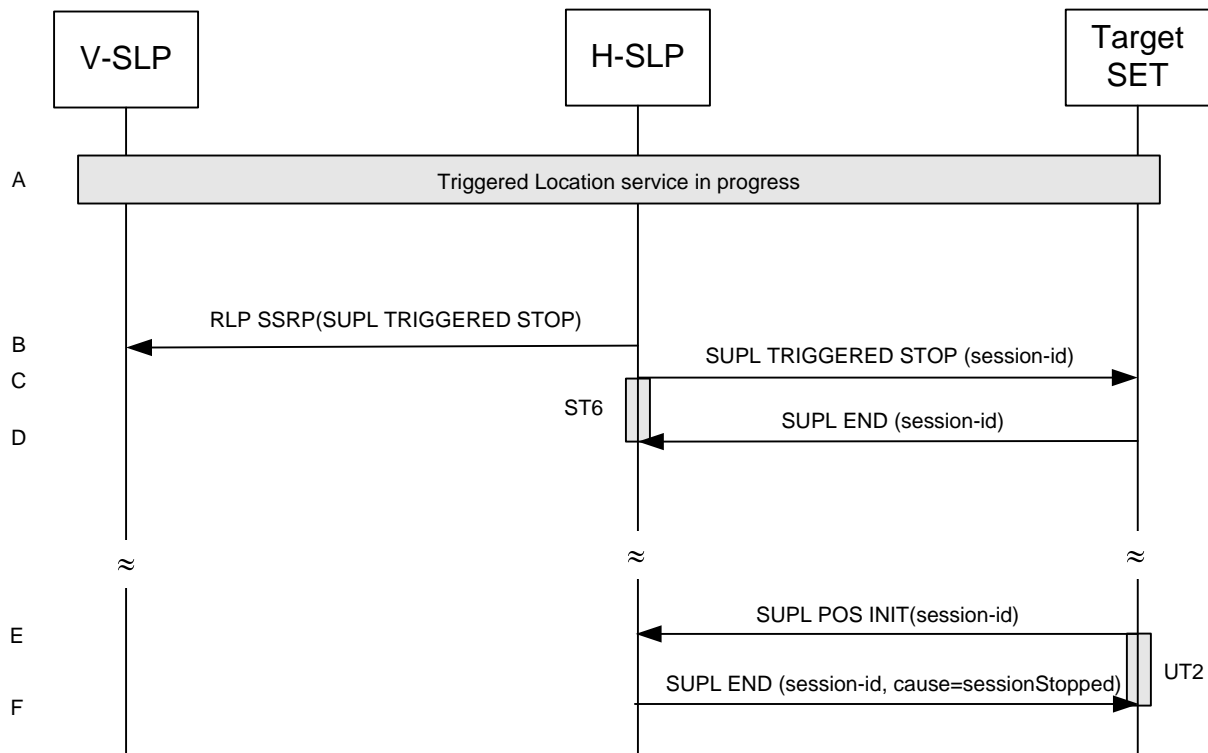 V-SLP
H-SLP
Target
SET
A
Triggered Location service in progress
RLP SSRP(SUPL TRIGGERED STOP)
B
SUPL TRIGGERED STOP (session-id)
C
ST6
SUPL END (session-id)
D
≈ ≈ ≈
SUPL POS INIT(session-id)
E
UT2
SUPL END (session-id, cause=sessionStopped)
F